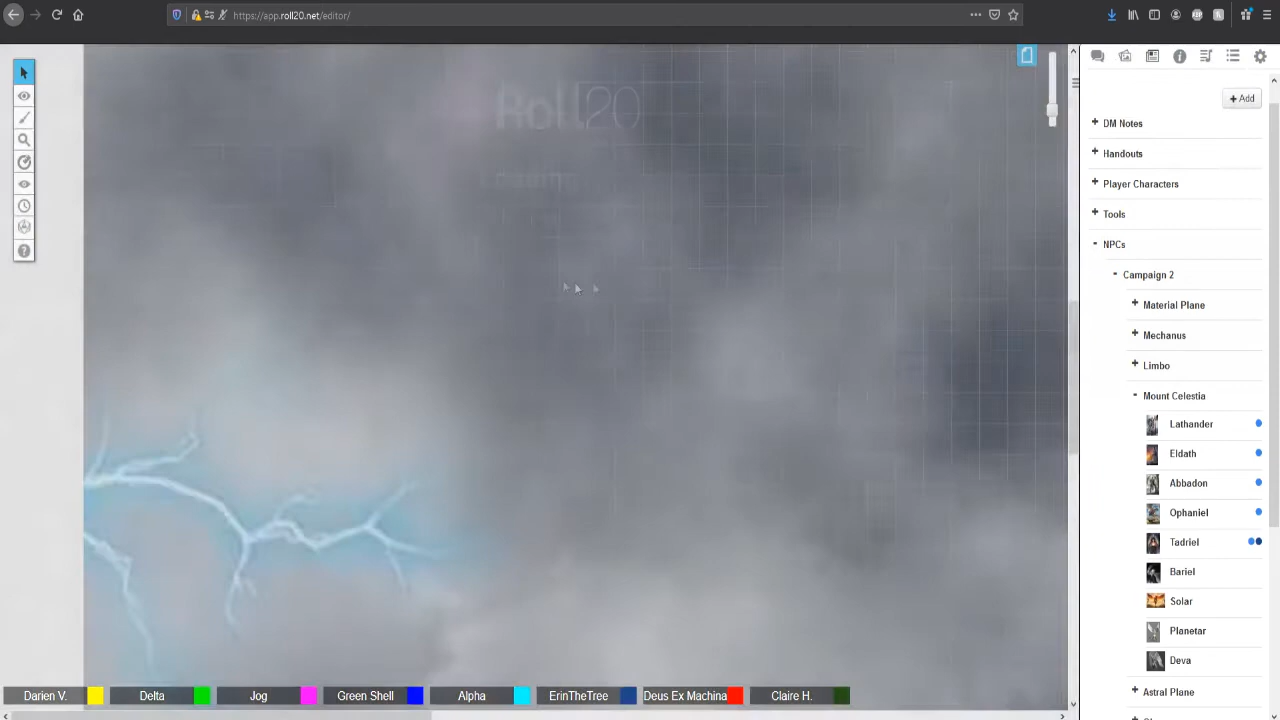 https://app.roll20.net/editor/
Roll20
Loading
+ Add
+ DM Notes
+ Handouts
+ Player Characters
+ Tools
- NPCs
- Campaign 2
+ Material Plane
+ Mechanus
+ Limbo
- Mount Celestia
Lathander
Eldath
Abbadon
Ophaniel
Tadriel
Bariel
Solar
Planetar
Deva
+ Astral Plane
Darien V.
Delta
Jog
Green Shell
Alpha
ErinTheTree
Deus Ex Machina
Claire H.